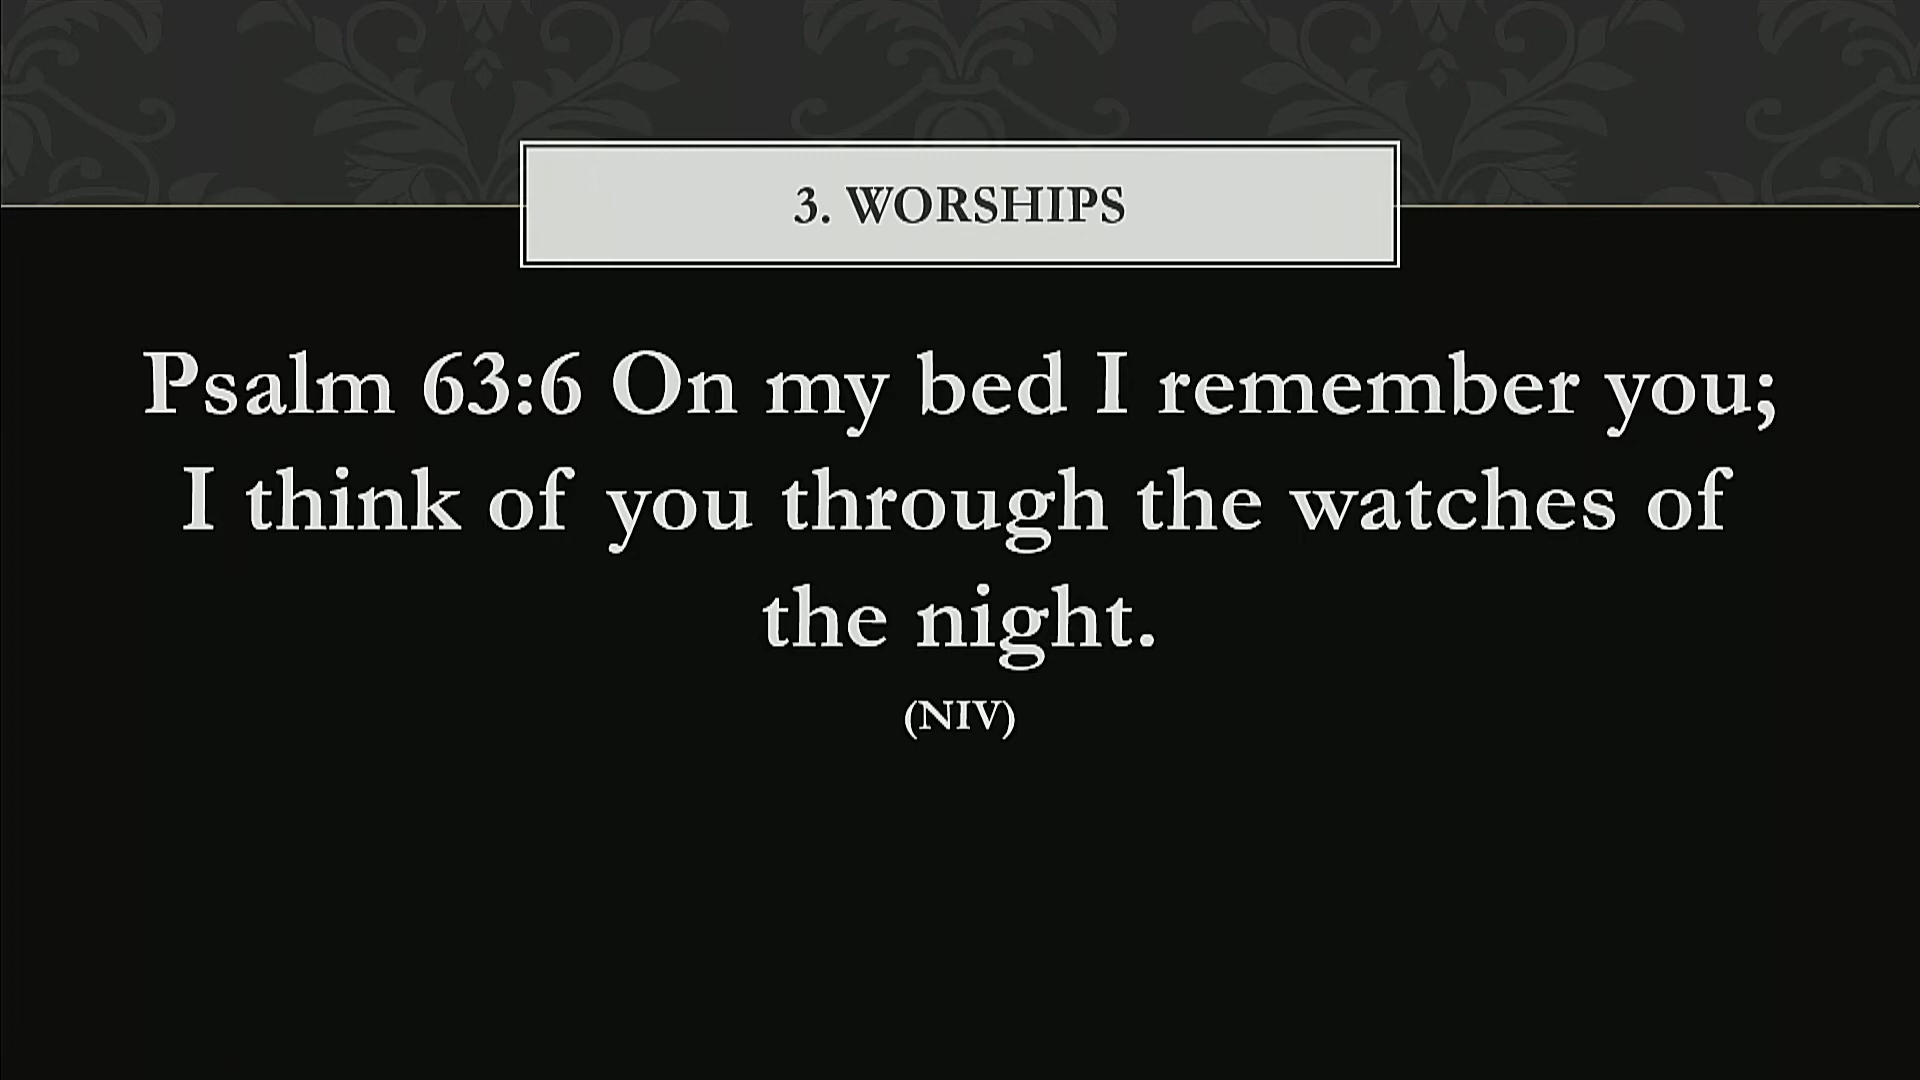 3. WORSHIPS
Psalm 63:6 On my bed I remember you;
I think of you through the watches of
the night.
(NIV)